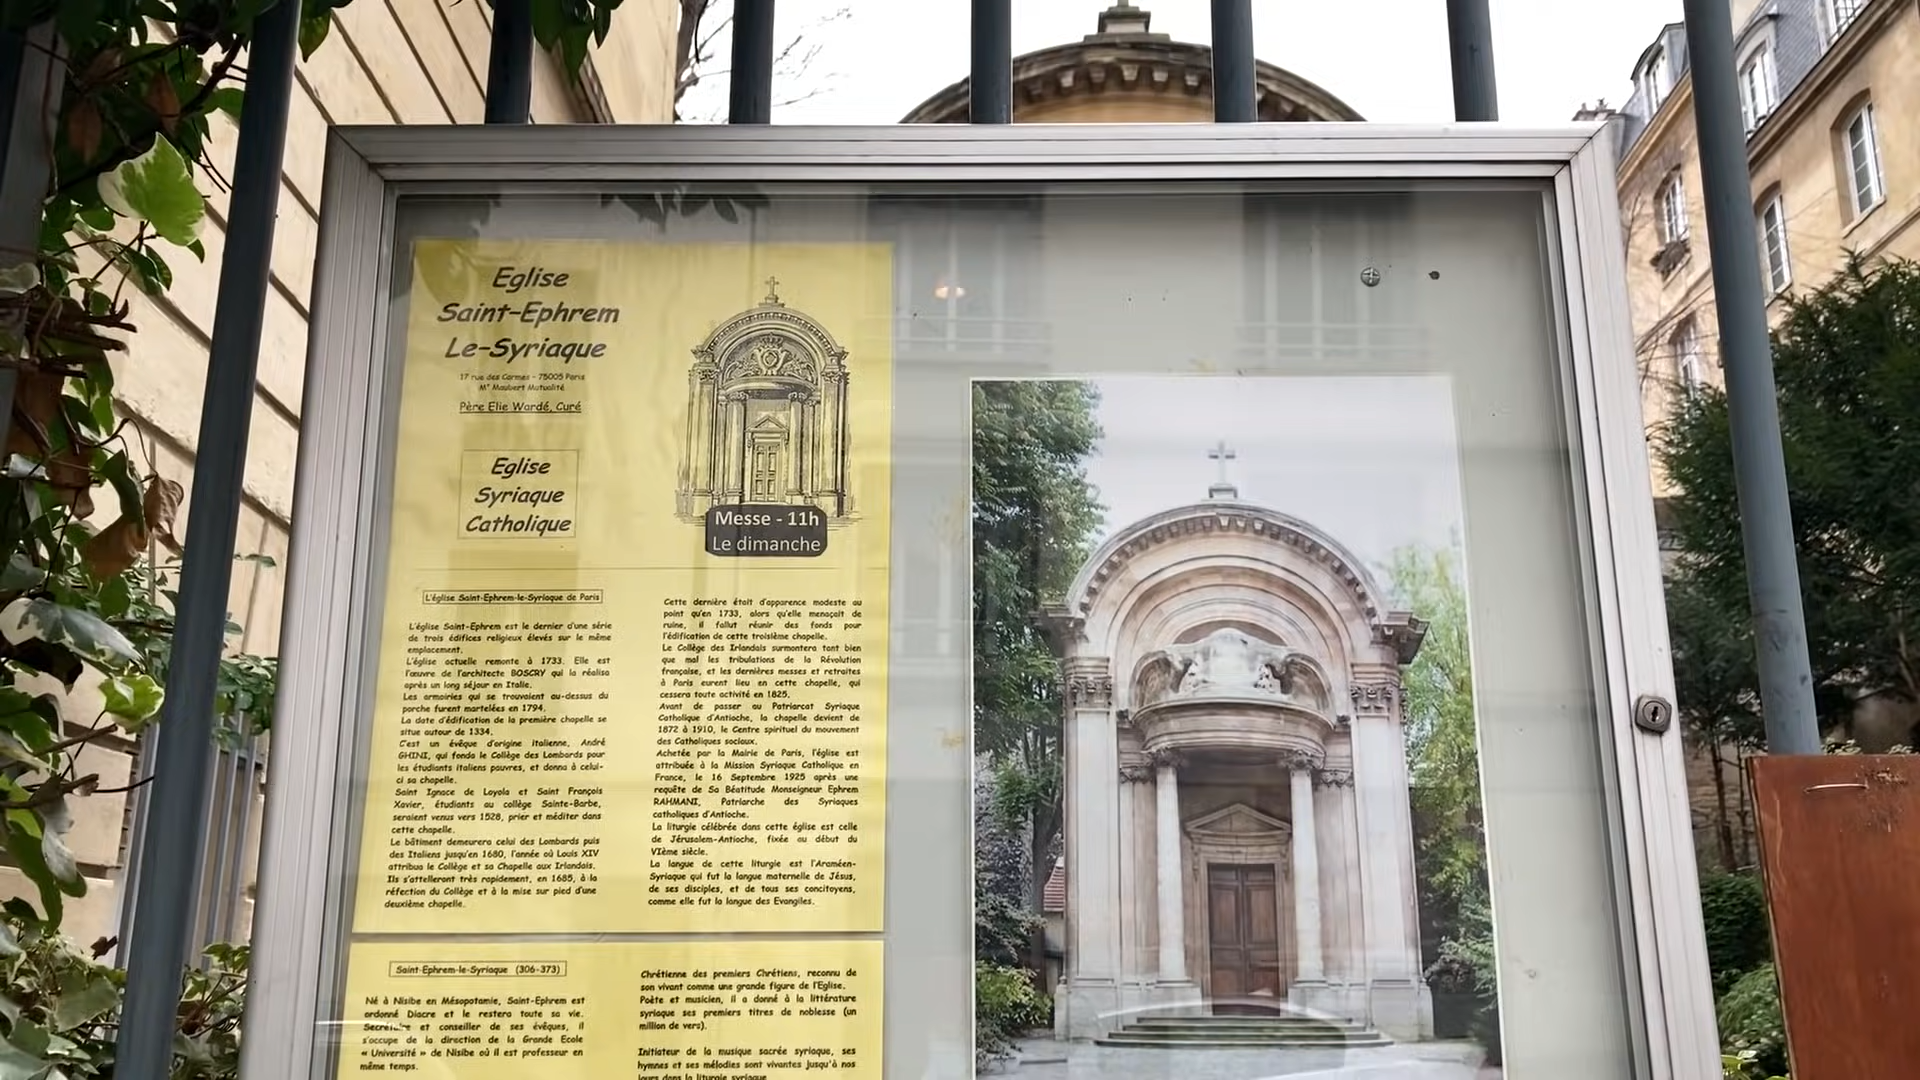 Eglise
Saint-Ephrem
Le-Syriaque
17 rue des Carmes - 75005 Paris
M° Maubert Mutualité
Père Elie Wardé, Curé
Eglise
Syriaque
Catholique
Messe - 11h
Le dimanche
L'église Saint-Ephrem-le-Syriaque de Paris
L'église Saint-Ephrem est le dernier d'une série
de trois édifices religieux élevés sur le même
emplacement.
L'église actuelle remonte à 1733. Elle est
l'œuvre de l'architecte BOSCRY qui la réalisa
après un long séjour en Italie.
Les armoiries qui se trouvaient au-dessus du
porche furent martelées en 1794.
La date d'édification de la première chapelle se
situe autour de 1334.
C'est un évêque d'origine italienne, André
GHINI, qui fonda le Collège des Lombards pour
les étudiants italiens pauvres, et donna à celui-
ci sa chapelle.
Saint Ignace de Loyola et Saint François
Xavier, étudiants au collège Sainte-Barbe,
seraient venus vers 1528, prier et méditer dans
cette chapelle.
Le bâtiment demeurera celui des Lombards puis
des Italiens jusqu'en 1680, l'année où Louis XIV
attribua le Collège et sa Chapelle aux Irlandais.
Ils s'attelleront très rapidement, en 1685, à la
réfection du Collège et à la mise sur pied d'une
deuxième chapelle.
Cette dernière était d'apparence modeste au
point qu'en 1733, alors qu'elle menaçait de
ruine, il fallut réunir des fonds pour
l'édification de cette troisième chapelle.
Le Collège des Irlandais surmontera tant bien
que mal les tribulations de la Révolution
française, et les dernières messes et retraites
à Paris eurent lieu en cette chapelle, qui
cessera toute activité en 1825.
Avant de passer au Patriarcat Syriaque
Catholique d'Antioche, la chapelle devient de
1872 à 1910, le Centre spirituel du mouvement
des Catholiques sociaux.
Achetée par la Mairie de Paris, l'église est
attribuée à la Mission Syriaque Catholique en
France, le 16 Septembre 1925 après une
requête de Sa Béatitude Monseigneur Ephrem
RAHMANI, Patriarche des Syriaques
catholiques d'Antioche.
La liturgie célébrée dans cette église est celle
de Jérusalem-Antioche, fixée au début du
VIème siècle.
La langue de cette liturgie est l'Araméen-
Syriaque qui fut la langue maternelle de Jésus,
de ses disciples, et de tous ses concitoyens,
comme elle fut la langue des Evangiles.
Saint-Ephrem-le-Syriaque (306-373)
Né à Nisibe en Mésopotamie, Saint-Ephrem est
ordonné Diacre et le restera toute sa vie.
Secrétaire et conseiller de ses évêques, il
s'occupe de la direction de la Grande Ecole
« Université » de Nisibe où il est professeur en
même temps.
Chrétienne des premiers Chrétiens, reconnu de
son vivant comme une grande figure de l'Eglise.
Poète et musicien, il a donné à la littérature
syriaque ses premiers titres de noblesse (un
million de vers).
Initiateur de la musique sacrée syriaque, ses
hymnes et ses mélodies sont vivantes jusqu'à nos
jours dans la liturgie syriaque